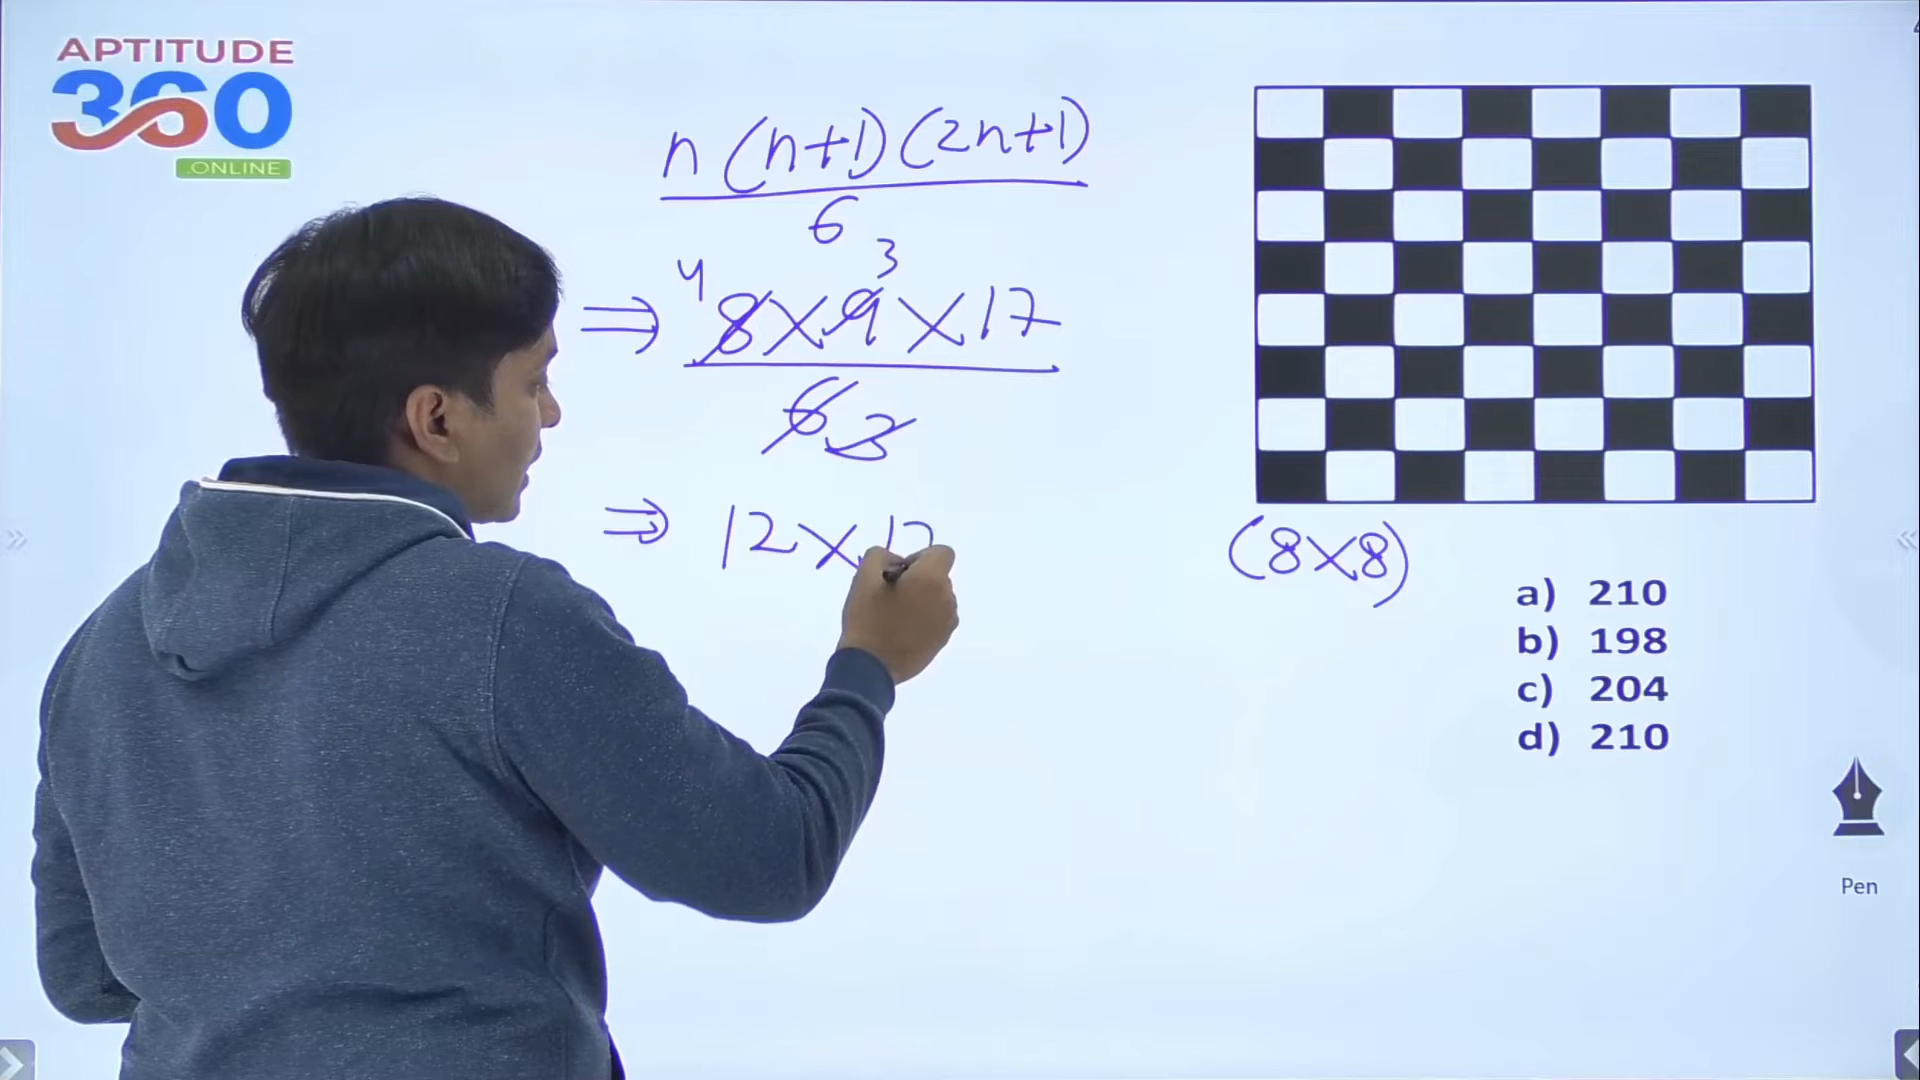 APTITUDE
360
.ONLINE
n(n+1)(2n+1)
6
4 3
⇒ 8×9×17
6 3
⇒ 12×17
(8×8)
a) 210
b) 198
c) 204
d) 210
Pen